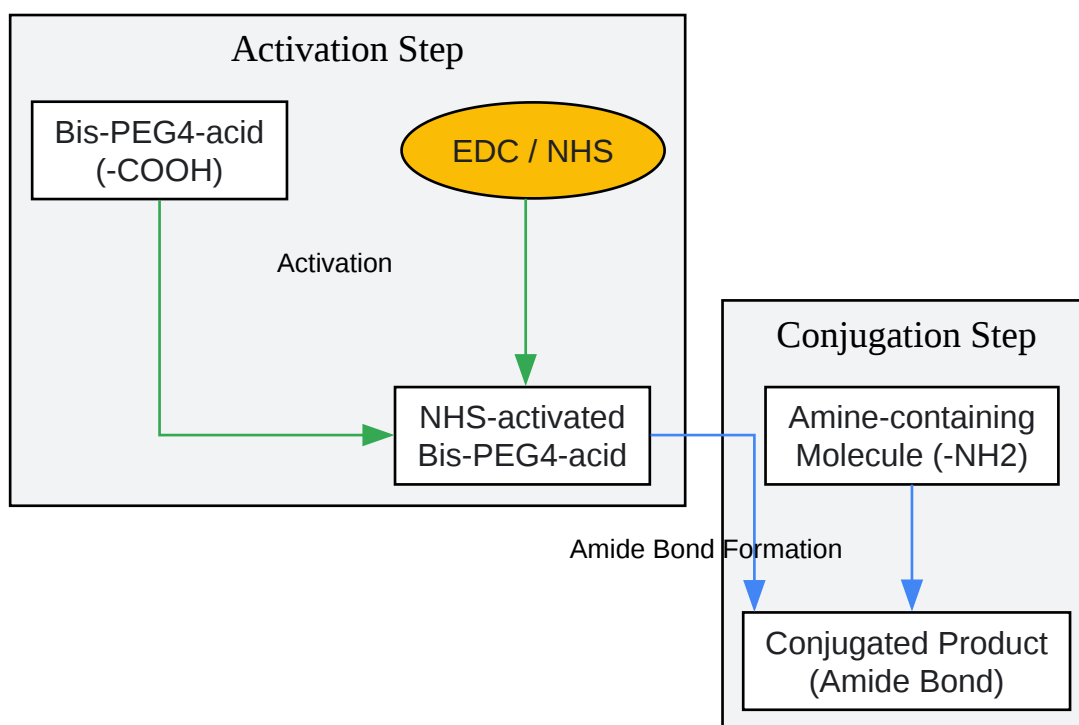 Activation Step
Bis-PEG4-acid
(-COOH)
EDC / NHS
Activation
NHS-activated
Bis-PEG4-acid
Conjugation Step
Amine-containing
Molecule (-NH2)
Amide Bond Formation
Conjugated Product
(Amide Bond)